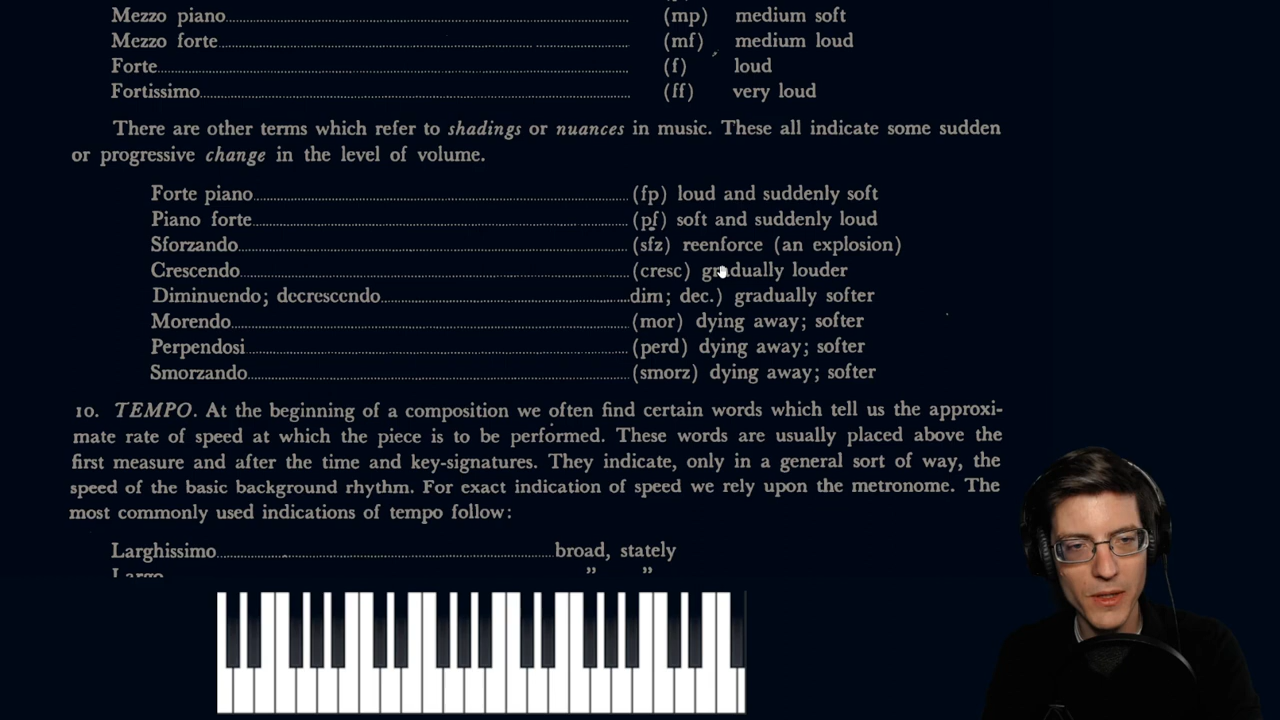 Mezzo piano (mp) medium soft
Mezzo forte (mf) medium loud
Forte (f) loud
Fortissimo (ff) very loud
There are other terms which refer to shadings or nuances in music. These all indicate some sudden
or progressive change in the level of volume.
Forte piano (fp) loud and suddenly soft
Piano forte (pf) soft and suddenly loud
Sforzando (sfz) reenforce (an explosion)
Crescendo (cresc) gradually louder
Diminuendo; decrescendo dim; dec.) gradually softer
Morendo (mor) dying away; softer
Perpendosi (perd) dying away; softer
Smorzando (smorz) dying away; softer
10. TEMPO. At the beginning of a composition we often find certain words which tell us the approxi-
mate rate of speed at which the piece is to be performed. These words are usually placed above the
first measure and after the time and key-signatures. They indicate, only in a general sort of way, the
speed of the basic background rhythm. For exact indication of speed we rely upon the metronome. The
most commonly used indications of tempo follow:
Larghissimo broad, stately
Largo ” ”